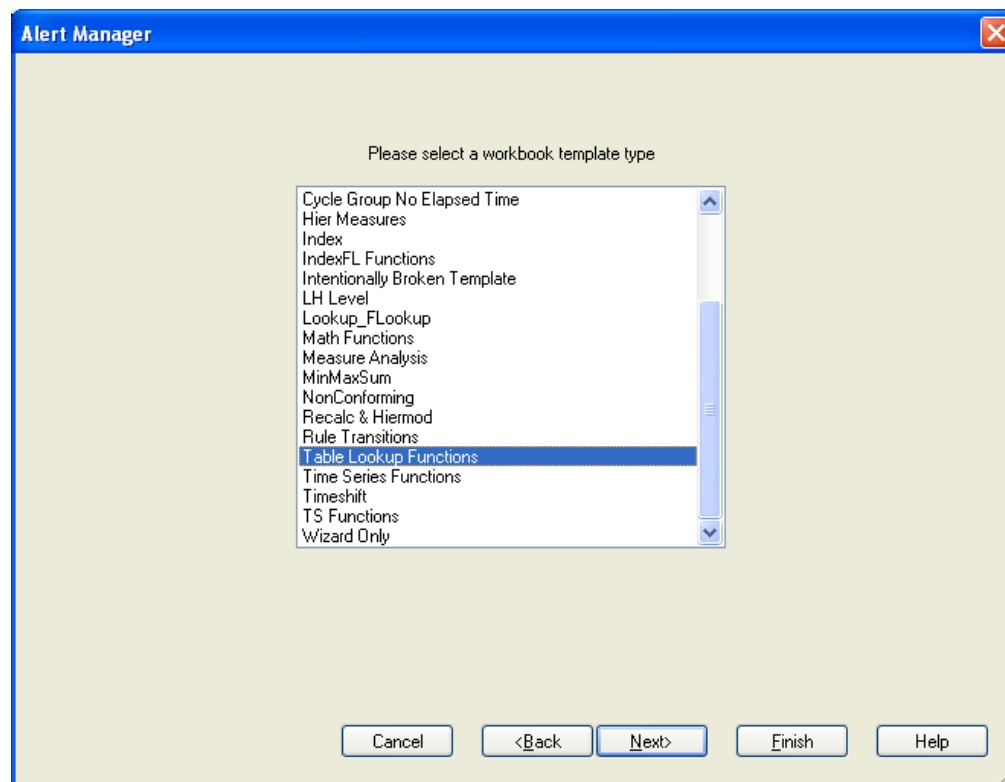 Alert Manager
Please select a workbook template type
Cycle Group No Elapsed Time
Hier Measures
Index
IndexFL Functions
Intentionally Broken Template
LH Level
Lookup_FLookup
Math Functions
Measure Analysis
MinMaxSum
NonConforming
Recalc & Hiermod
Rule Transitions
Table Lookup Functions
Time Series Functions
Timeshift
TS Functions
Wizard Only
Cancel <Back Next> Finish Help